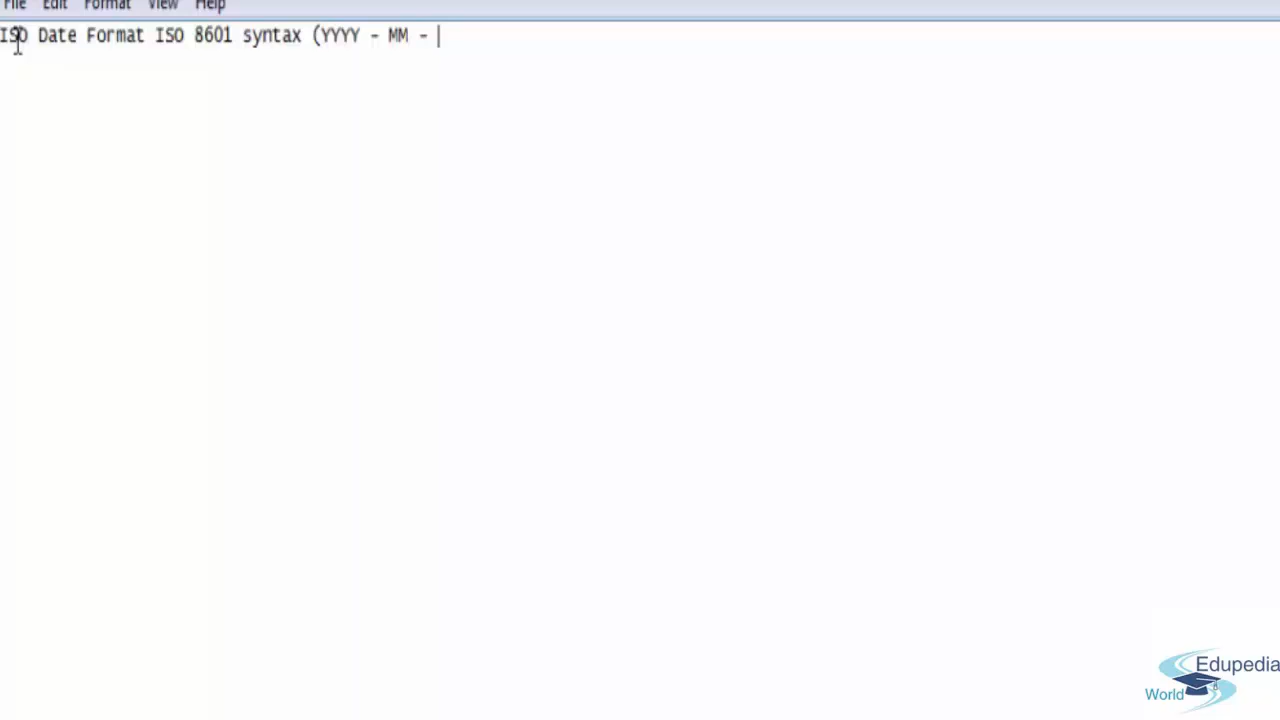 File Edit Format View Help
ISO Date Format ISO 8601 syntax (YYYY - MM -
Edupedia
World